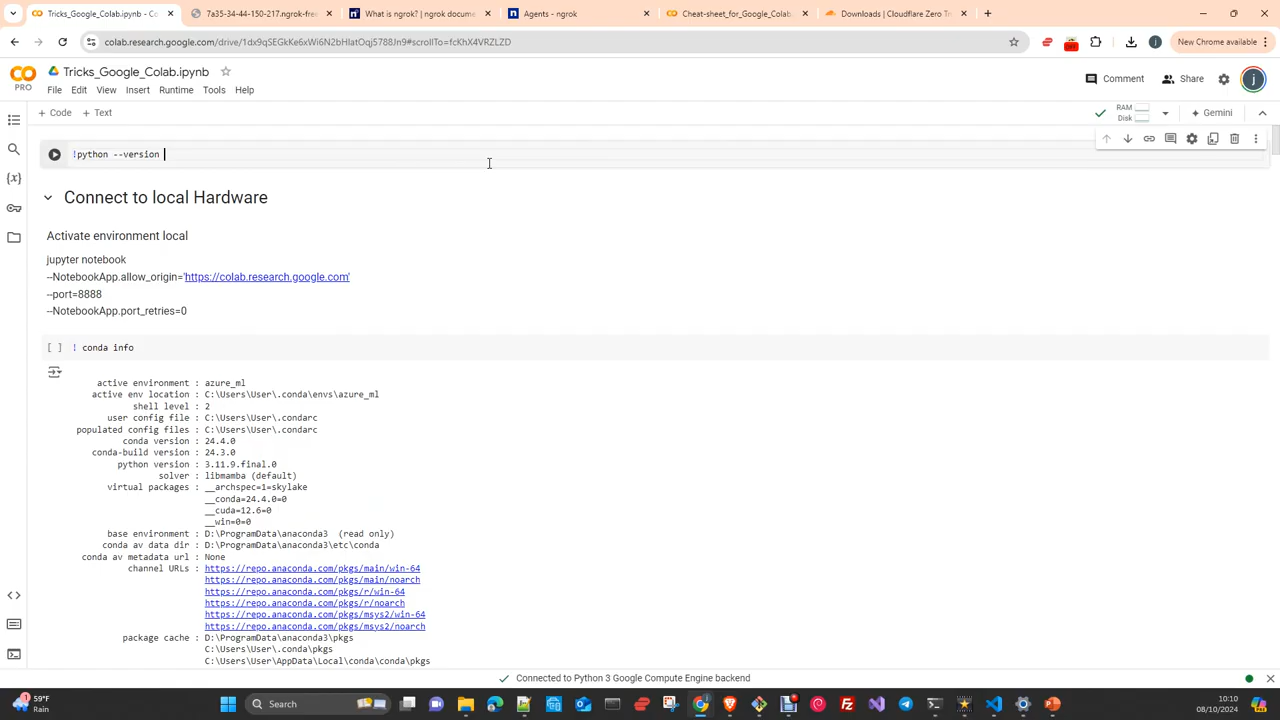 Tricks_Google_Colab.ipynb - Con
7a35-34-44-150-217.ngrok-free
What is ngrok? | ngrok docume
Agents - ngrok
Cheat-sheet_for_Google_Colab
Downloads | Cloudflare Zero Tr
colab.research.google.com/drive/1dx9qSEGkKe6xWi6N2bHlatOqj5788Jn9#scrollTo=fcKhX4VRZLZD
OFF
New Chrome available
CO
PRO
Tricks_Google_Colab.ipynb
Comment
Share
j
File Edit View Insert Runtime Tools Help
+ Code + Text
RAM
Disk
Gemini
!python --version
Connect to local Hardware
Activate environment local
jupyter notebook
--NotebookApp.allow_origin='https://colab.research.google.com'
--port=8888
--NotebookApp.port_retries=0
[ ] ! conda info
active environment : azure_ml
active env location : C:\Users\User\.conda\envs\azure_ml
shell level : 2
user config file : C:\Users\User\.condarc
populated config files : C:\Users\User\.condarc
conda version : 24.4.0
conda-build version : 24.3.0
python version : 3.11.9.final.0
solver : libmamba (default)
virtual packages : __archspec=1=skylake
__conda=24.4.0=0
__cuda=12.6=0
__win=0=0
base environment : D:\ProgramData\anaconda3  (read only)
conda av data dir : D:\ProgramData\anaconda3\etc\conda
conda av metadata url : None
channel URLs : https://repo.anaconda.com/pkgs/main/win-64
https://repo.anaconda.com/pkgs/main/noarch
https://repo.anaconda.com/pkgs/r/win-64
https://repo.anaconda.com/pkgs/r/noarch
https://repo.anaconda.com/pkgs/msys2/win-64
https://repo.anaconda.com/pkgs/msys2/noarch
package cache : D:\ProgramData\anaconda3\pkgs
C:\Users\User\.conda\pkgs
C:\Users\User\AppData\Local\conda\conda\pkgs
Connected to Python 3 Google Compute Engine backend
59°F
Rain
Search
10:10
08/10/2024